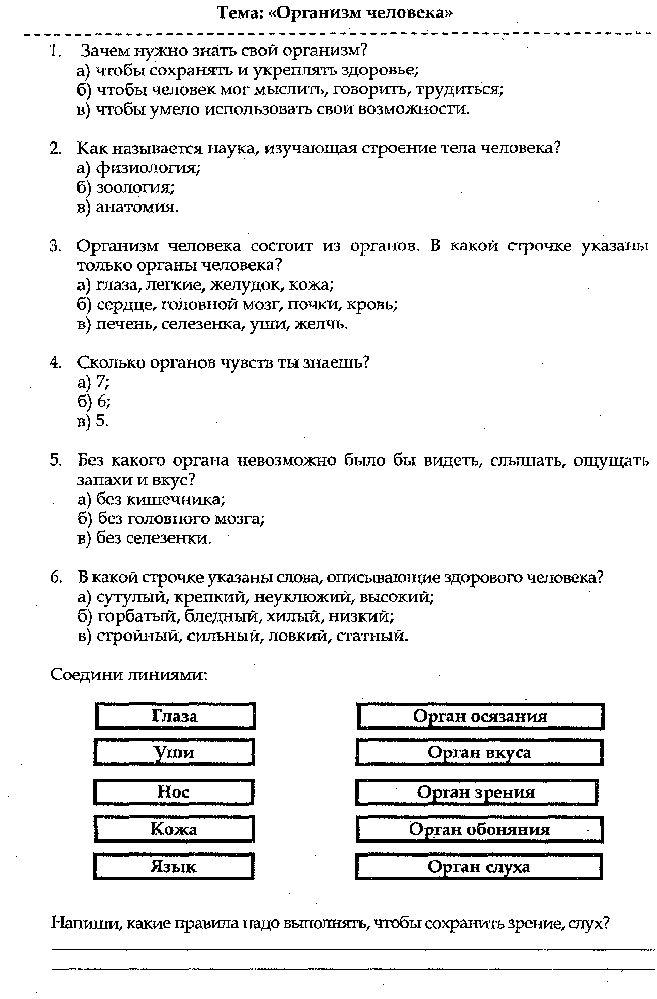 Тема: «Организм человека»
1. Зачем нужно знать свой организм?
а) чтобы сохранять и укреплять здоровье;
б) чтобы человек мог мыслить, говорить, трудиться;
в) чтобы умело использовать свои возможности.
2. Как называется наука, изучающая строение тела человека?
а) физиология;
б) зоология;
в) анатомия.
3. Организм человека состоит из органов. В какой строчке указаны
только органы человека?
а) глаза, легкие, желудок, кожа;
б) сердце, головной мозг, почки, кровь;
в) печень, селезенка, уши, желчь.
4. Сколько органов чувств ты знаешь?
а) 7;
б) 6;
в) 5.
5. Без какого органа невозможно было бы видеть, слышать, ощущать
запахи и вкус?
а) без кишечника;
б) без головного мозга;
в) без селезенки.
6. В какой строчке указаны слова, описывающие здорового человека?
а) сутулый, крепкий, неуклюжий, высокий;
б) горбатый, бледный, хилый, низкий;
в) стройный, сильный, ловкий, статный.
Соедини линиями:
Глаза Орган осязания
Уши Орган вкуса
Нос Орган зрения
Кожа Орган обоняния
Язык Орган слуха
Напиши, какие правила надо выполнять, чтобы сохранить зрение, слух?